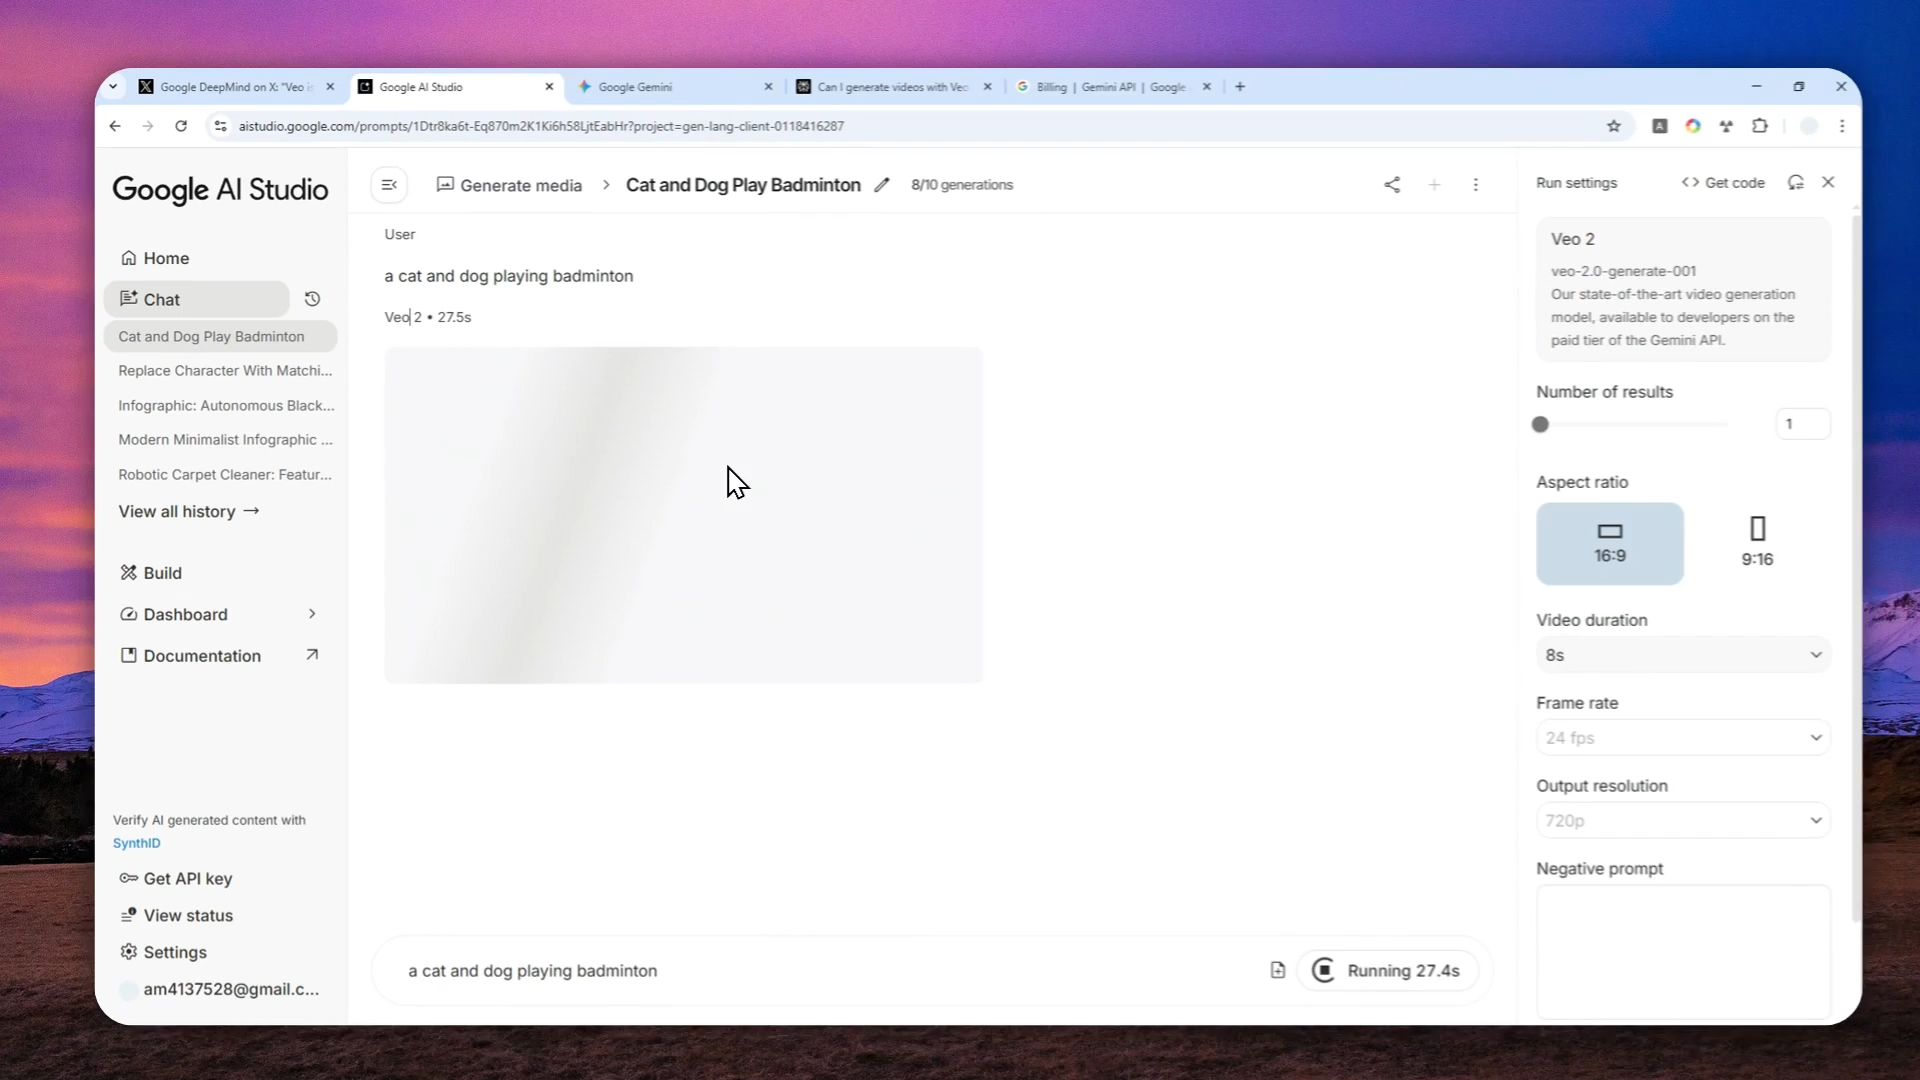 Google DeepMind on X: "Veo is
Google AI Studio
Google Gemini
Can I generate videos with Veo
Billing | Gemini API | Google
aistudio.google.com/prompts/1Dtr8ka6t-Eq870m2K1Ki6h58LjtEabHr?project=gen-lang-client-0118416287
Google AI Studio
Home
Chat
Cat and Dog Play Badminton
Replace Character With Matchi...
Infographic: Autonomous Black...
Modern Minimalist Infographic ...
Robotic Carpet Cleaner: Featur...
View all history →
Build
Dashboard
Documentation
Verify AI generated content with
SynthID
Get API key
View status
Settings
am4137528@gmail.c...
Generate media > Cat and Dog Play Badminton 8/10 generations
User
a cat and dog playing badminton
Veo 2 • 27.5s
a cat and dog playing badminton
Running 27.4s
Run settings
<> Get code
Veo 2
veo-2.0-generate-001
Our state-of-the-art video generation
model, available to developers on the
paid tier of the Gemini API.
Number of results
1
Aspect ratio
16:9
9:16
Video duration
8s
Frame rate
24 fps
Output resolution
720p
Negative prompt